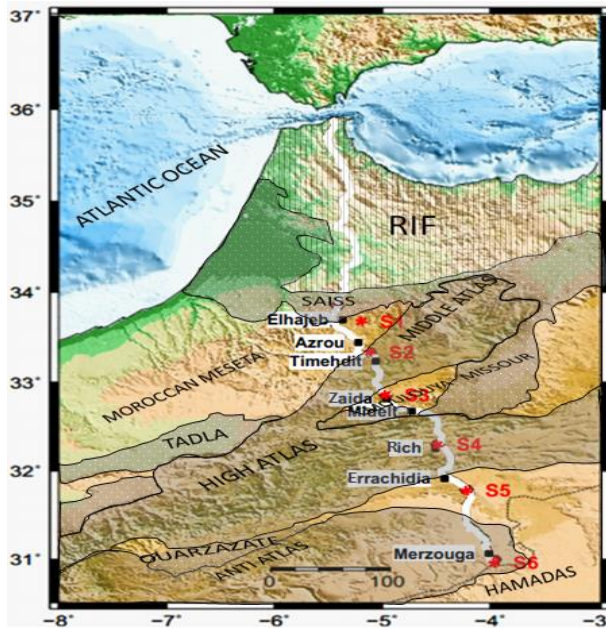 37°
36°
35°
34°
33°
32°
31°
ATLANTIC OCEAN
RIF
SAISS
Elhajeb
S1
MIDDLE ATLAS
Azrou
Timehdit
S2
MOROCCAN MESETA
MISSOUR
Zaida
S3
Midelt
TADLA
HIGH ATLAS
Rich
S4
Errachidia
S5
OUARZAZATE
ANTI ATLAS
Merzouga
S6
HAMADAS
0
100
-8
-7
-6
-5
-4
-3